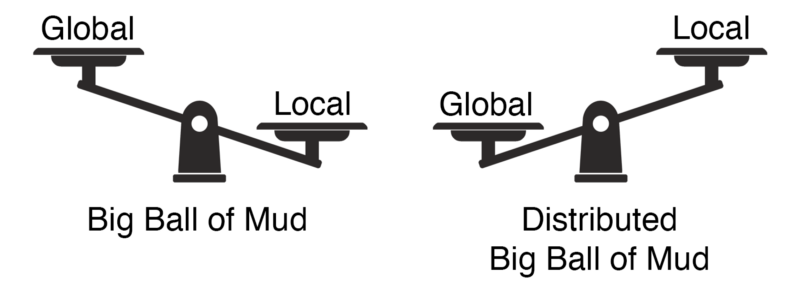 Global
Local
Big Ball of Mud
Local
Global
Distributed
Big Ball of Mud